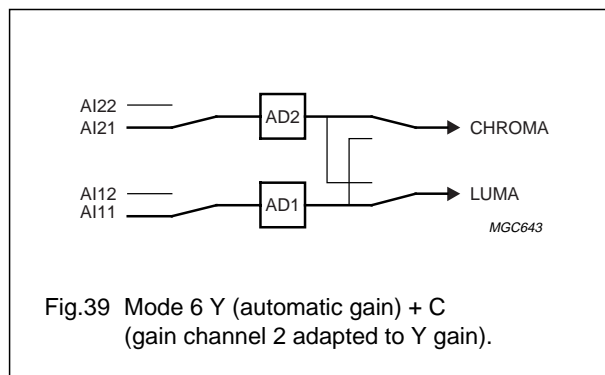 AI22
AI21
AD2
CHROMA
AI12
AI11
AD1
LUMA
MGC643
Fig.39 Mode 6 Y (automatic gain) + C
(gain channel 2 adapted to Y gain).